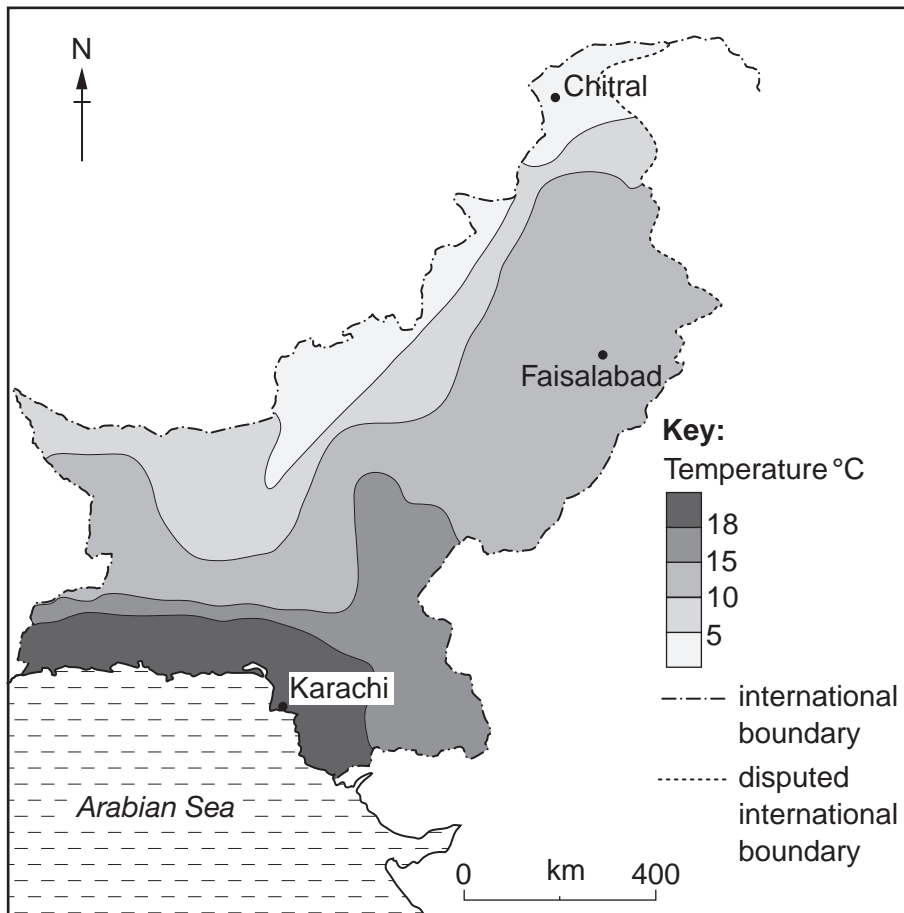 N
Chitral
Faisalabad
Key:
Temperature °C
18
15
10
5
Karachi
international
boundary
disputed
international
boundary
Arabian Sea
0 km 400